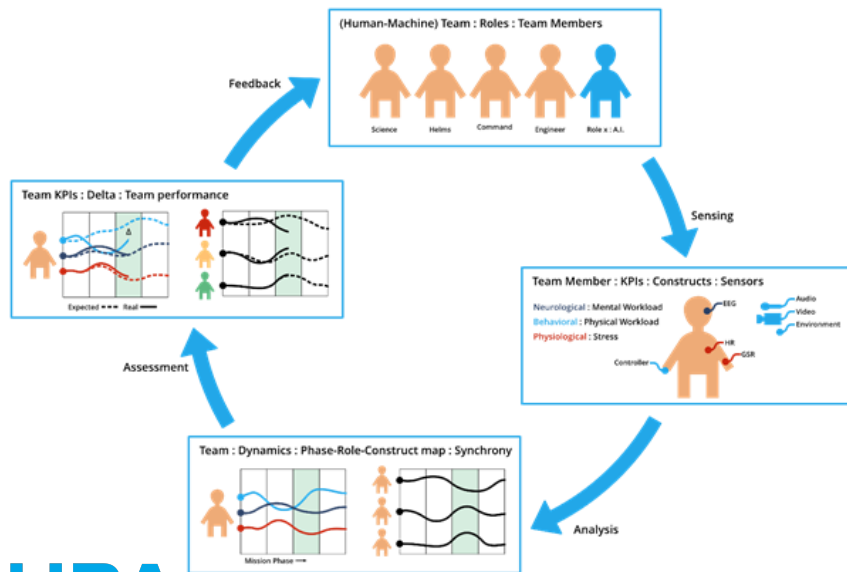 (Human-Machine) Team : Roles : Team Members
Science
Helms
Command
Engineer
Role x : A.I.
Feedback
Sensing
Team KPIs : Delta : Team performance
Δ
Expected
Real
Team Member : KPIs : Constructs : Sensors
Neurological : Mental Workload
Behavioral : Physical Workload
Physiological : Stress
EEG
HR
GSR
Controller
Audio
Video
Environment
Assessment
Analysis
Team : Dynamics : Phase-Role-Construct map : Synchrony
Mission Phase